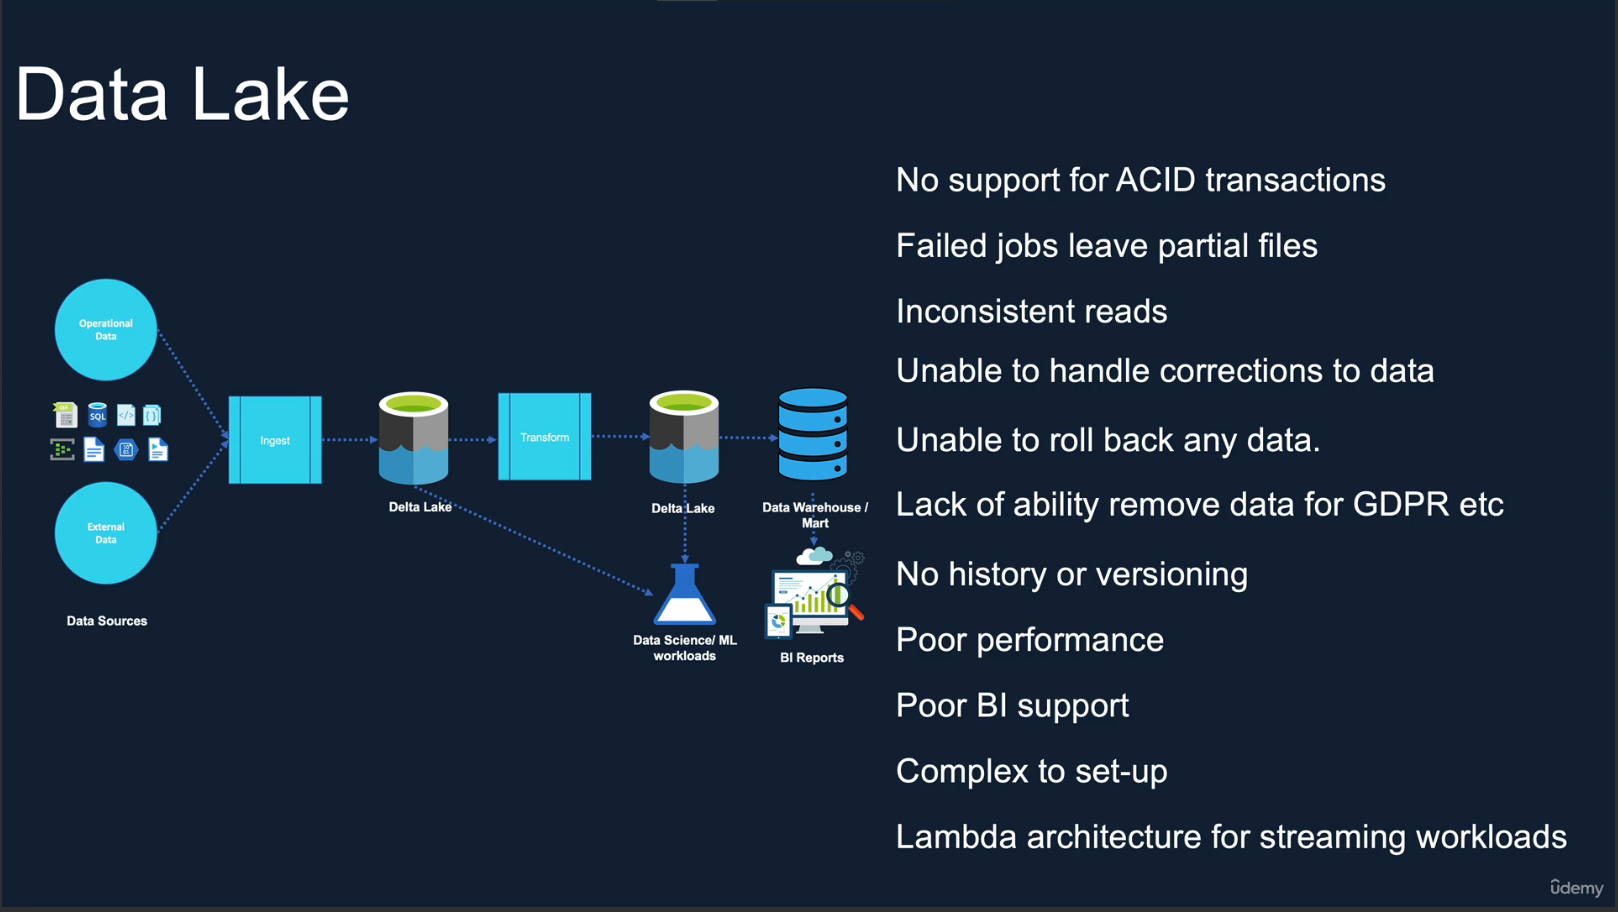 Data Lake
Operational
Data
CSV
SQL
</>
External
Data
Data Sources
Ingest
Delta Lake
Transform
Delta Lake
Data Warehouse /
Mart
Data Science/ ML
workloads
BI Reports
No support for ACID transactions
Failed jobs leave partial files
Inconsistent reads
Unable to handle corrections to data
Unable to roll back any data.
Lack of ability remove data for GDPR etc
No history or versioning
Poor performance
Poor BI support
Complex to set-up
Lambda architecture for streaming workloads
ûdemy